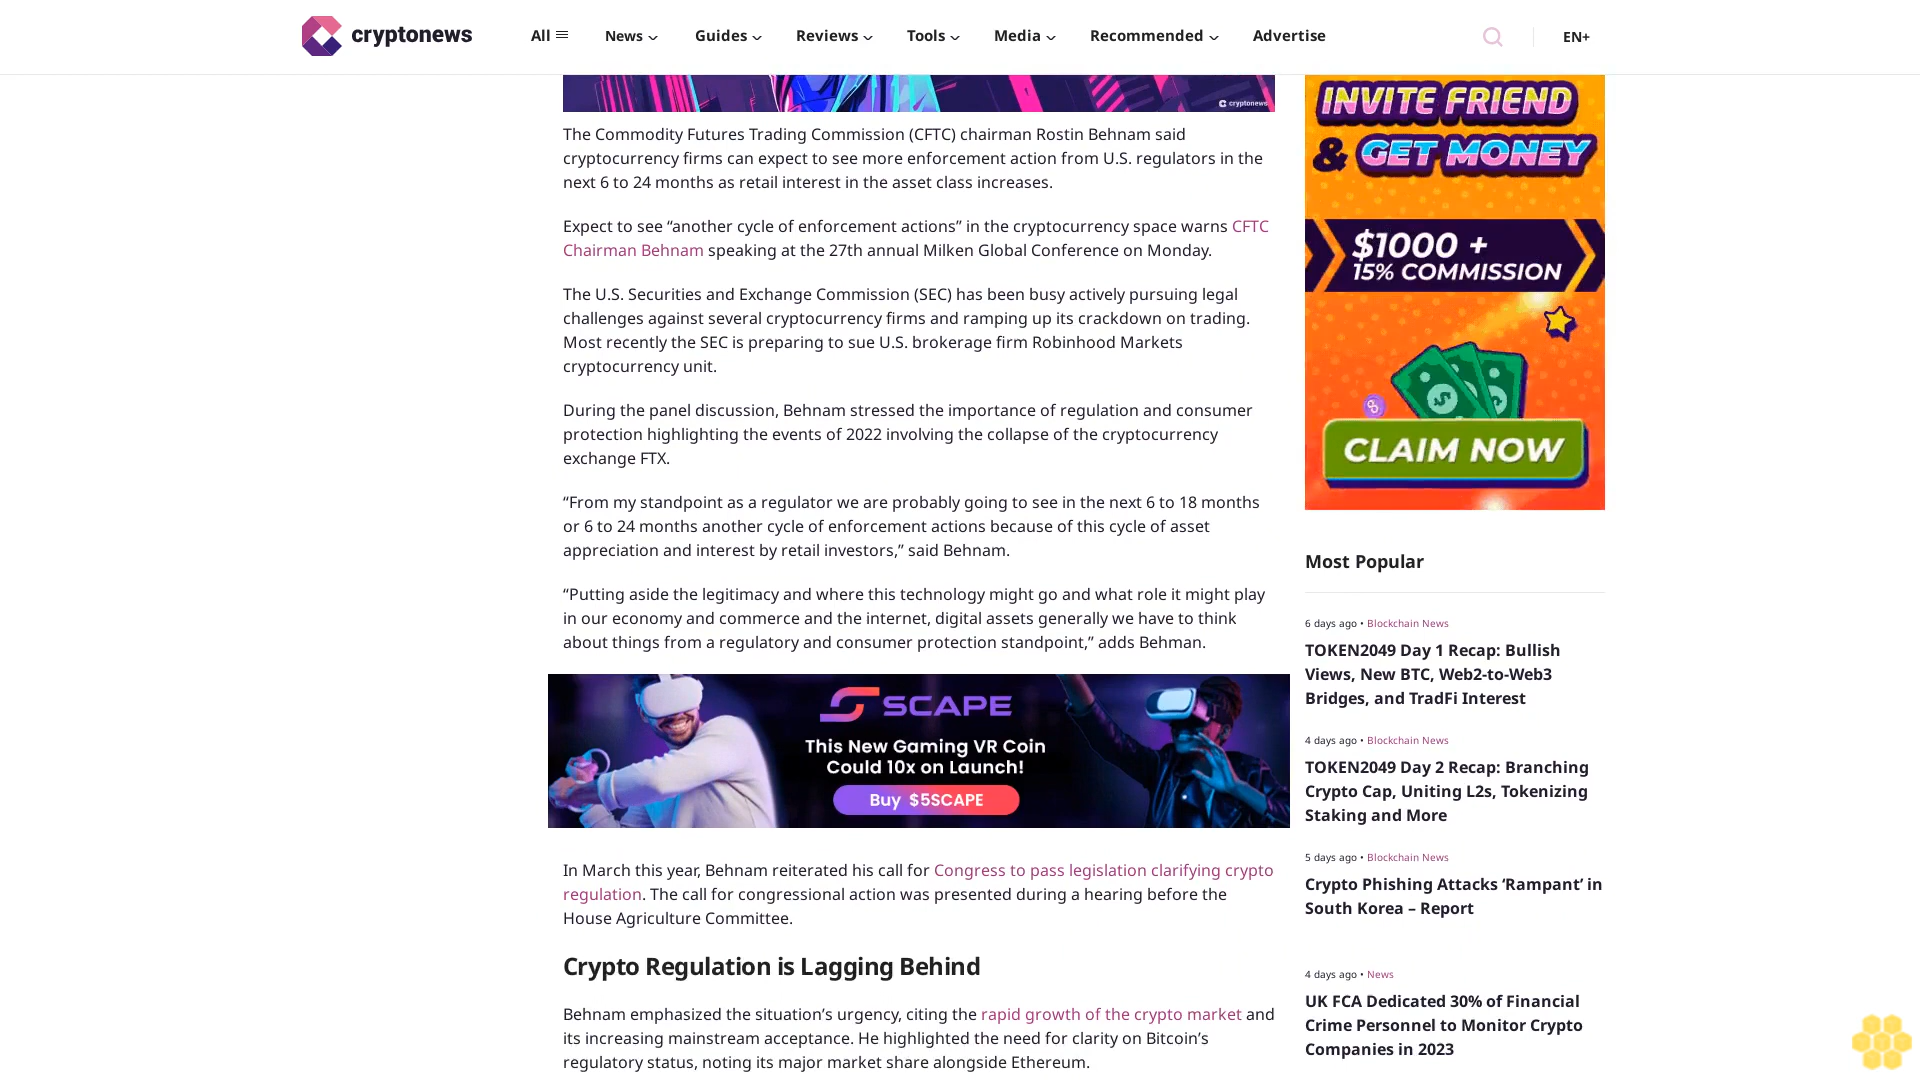 cryptonews
All
News
Guides
Reviews
Tools
Media
Recommended
Advertise
EN+
cryptonews
The Commodity Futures Trading Commission (CFTC) chairman Rostin Behnam said
cryptocurrency firms can expect to see more enforcement action from U.S. regulators in the
next 6 to 24 months as retail interest in the asset class increases.
Expect to see “another cycle of enforcement actions” in the cryptocurrency space warns CFTC
Chairman Behnam speaking at the 27th annual Milken Global Conference on Monday.
The U.S. Securities and Exchange Commission (SEC) has been busy actively pursuing legal
challenges against several cryptocurrency firms and ramping up its crackdown on trading.
Most recently the SEC is preparing to sue U.S. brokerage firm Robinhood Markets
cryptocurrency unit.
During the panel discussion, Behnam stressed the importance of regulation and consumer
protection highlighting the events of 2022 involving the collapse of the cryptocurrency
exchange FTX.
“From my standpoint as a regulator we are probably going to see in the next 6 to 18 months
or 6 to 24 months another cycle of enforcement actions because of this cycle of asset
appreciation and interest by retail investors,” said Behnam.
“Putting aside the legitimacy and where this technology might go and what role it might play
in our economy and commerce and the internet, digital assets generally we have to think
about things from a regulatory and consumer protection standpoint,” adds Behman.
5SCAPE
This New Gaming VR Coin
Could 10x on Launch!
Buy $5SCAPE
In March this year, Behnam reiterated his call for Congress to pass legislation clarifying crypto
regulation. The call for congressional action was presented during a hearing before the
House Agriculture Committee.
Crypto Regulation is Lagging Behind
Behnam emphasized the situation’s urgency, citing the rapid growth of the crypto market and
its increasing mainstream acceptance. He highlighted the need for clarity on Bitcoin’s
regulatory status, noting its major market share alongside Ethereum.
INVITE FRIEND
& GET MONEY
$1000 +
15% COMMISSION
CLAIM NOW
Most Popular
6 days ago • Blockchain News
TOKEN2049 Day 1 Recap: Bullish
Views, New BTC, Web2-to-Web3
Bridges, and TradFi Interest
4 days ago • Blockchain News
TOKEN2049 Day 2 Recap: Branching
Crypto Cap, Uniting L2s, Tokenizing
Staking and More
5 days ago • Blockchain News
Crypto Phishing Attacks ‘Rampant’ in
South Korea – Report
4 days ago • News
UK FCA Dedicated 30% of Financial
Crime Personnel to Monitor Crypto
Companies in 2023